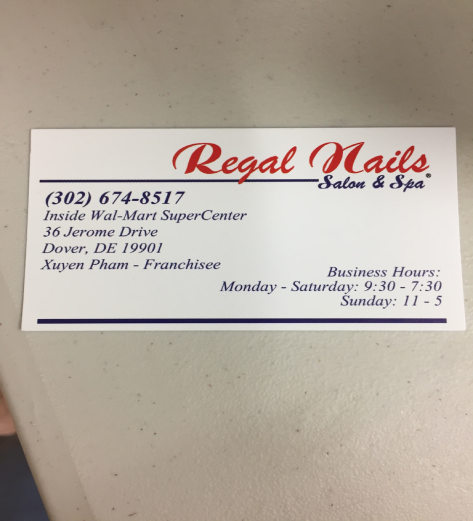 Regal Nails
Salon & Spa®
(302) 674-8517
Inside Wal-Mart SuperCenter
36 Jerome Drive
Dover, DE 19901
Xuyen Pham - Franchisee
Business Hours:
Monday - Saturday: 9:30 - 7:30
Sunday: 11 - 5